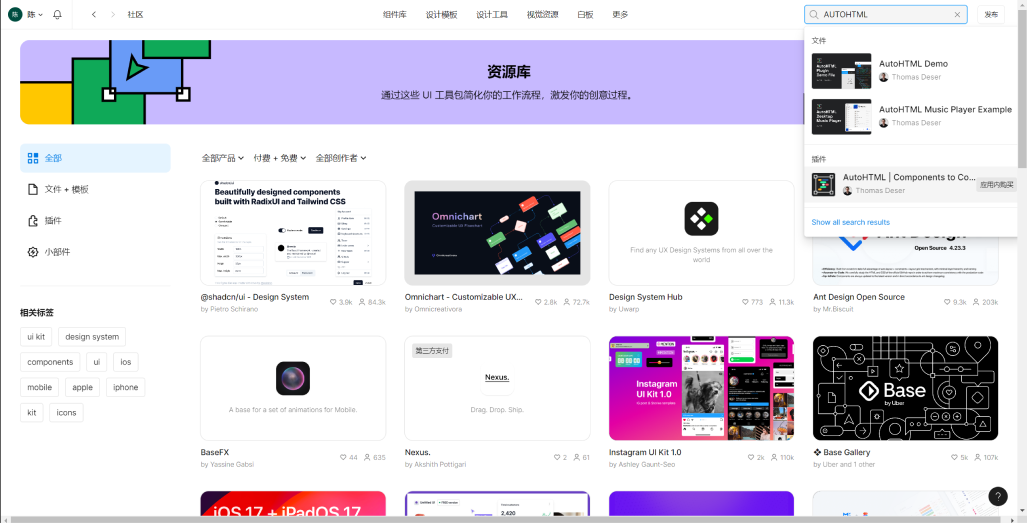 陈 陈 社区 组件库 设计模板 设计工具 视觉资源 白板 更多 AUTOHTML 发布
文件
AutoHTML Demo
Thomas Deser
AutoHTML Music Player Example
Thomas Deser
插件
AutoHTML | Components to Co...
Thomas Deser
应用内购买
Show all search results
资源库
通过这些 UI 工具包简化你的工作流程，激发你的创意过程。
全部
文件 + 模板
插件
小部件
相关标签
ui kit design system
components ui ios
mobile apple iphone
kit icons
全部产品 付费 + 免费 全部创作者
@shadcn/ui
Beautifully designed components
built with RadixUI and Tailwind CSS
@shadcn/ui - Design System 3.9k 84.3k
by Pietro Schirano
Omnichart
Customizable UX Flowchart
Omnichart - Customizable UX... 2.8k 72.7k
by Omnicreativora
Find any UX Design Systems from all over the
world
Design System Hub 773 11.3k
by Uwarp
Open Source 4.23.3
Ant Design Open Source 9.3k 203k
by Mr.Biscuit
A base for a set of animations for Mobile.
BaseFX 44 635
by Yassine Gabsi
第三方支付
Nexus.
Drag. Drop. Ship.
Nexus. 2 61
by Akshith Pottigari
Instagram
UI Kit 1.0
Instagram UI Kit 1.0 2k 110k
by Ashley Gaunt-Seo
Base
by Uber
Base Gallery 5k 107k
by Uber and 1 other
iOS 17 + iPadOS 17
2,420
?